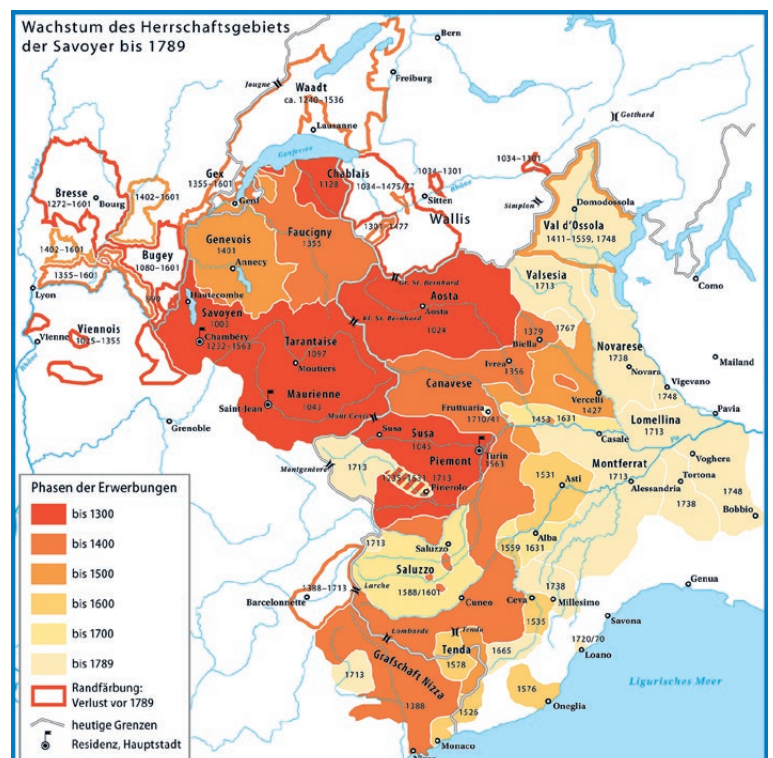 Wachstum des Herrschaftsgebiets
der Savoyer bis 1789
Bern
Freiburg
Jougne
Waadt
ca. 1240–1536
Lausanne
Gotthard
Genfersee
Gex
1355–1601
Genf
Chablais
1128
1034–1475/77
1034–1301
1034–1301
Rhône
Sitten
Simplon
Wallis
1301–1477
Bresse
1272–1601
Bourg
1402–1601
Domodossola
Val d'Ossola
1411–1559, 1748
Faucigny
1355
Genevois
1401
Annecy
1402–1601
Bugey
1080–1601
1355–1601
Lyon
Hautecombe
Gr. St. Bernhard
Valsesia
1713
Como
Savoyen
1003
Chambéry
1232–1563
Kl. St. Bernhard
Aosta
Aosta
1024
Vienne
Viennois
1025–1355
Rhône
Tarantaise
1097
Moutiers
1379
Biella
1767
Novarese
1738
Novara
Mailand
Ivrea
1356
Vigevano
1748
Canavese
Vercelli
1427
Maurienne
1043
Saint-Jean
Mont Cenis
Fruttuaria
1710/41
1453
1631
Lomellina
1713
Pavia
Po
Grenoble
Susa
Susa
1045
Casale
Turin
1563
Piemont
1713
1235–1631
Pinerolo
Montgenèvre
1713
Montferrat
1713
Voghera
Tortona
1531
Asti
Alessandria
1738
1748
Bobbio
Phasen der Erwerbungen
bis 1300
bis 1400
bis 1500
bis 1600
bis 1700
bis 1789
Randfärbung:
Verlust vor 1789
heutige Grenzen
Residenz, Hauptstadt
1713
Saluzzo
Saluzzo
1588/1601
Alba
1559
1631
1388–1713
Barcelonnette
Larche
Cuneo
Ceva
1535
1738
Millesimo
Genua
Savona
1720/70
Loano
Lombarde
Tenda
Tenda
1578
1665
Grafschaft Nizza
1388
1713
1576
Oneglia
Ligurisches Meer
1526
Monaco